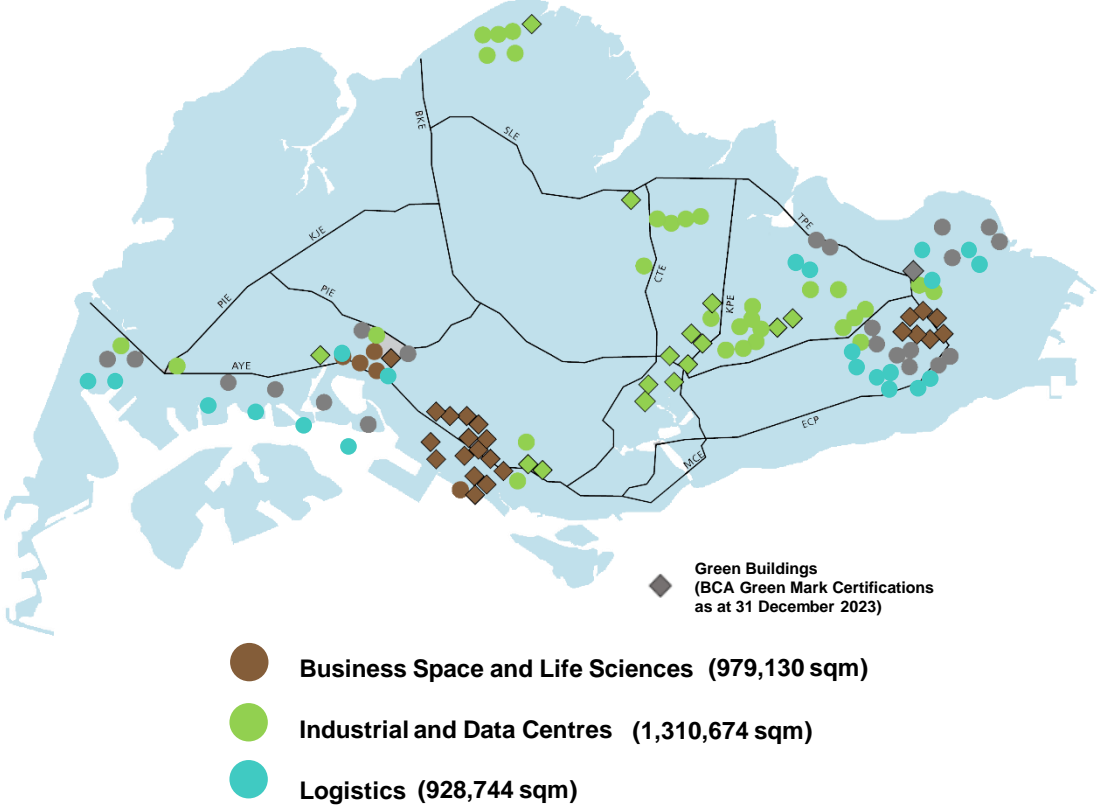 BKE
SLE
KJE
TPE
PIE
PIE
CTE
KPE
AYE
ECP
MCE
Green Buildings
(BCA Green Mark Certifications
as at 31 December 2023)
Business Space and Life Sciences (979,130 sqm)
Industrial and Data Centres (1,310,674 sqm)
Logistics (928,744 sqm)